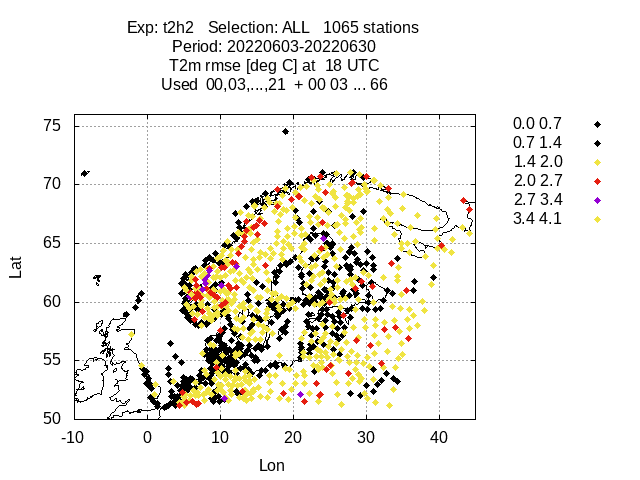 Exp: t2h2   Selection: ALL   1065 stations
Period: 20220603-20220630
T2m rmse [deg C] at  18 UTC
Used  00,03,...,21  + 00 03 ... 66
0.0 0.7
0.7 1.4
1.4 2.0
2.0 2.7
2.7 3.4
3.4 4.1
75
70
65
60
55
50
Lat
-10 0 10 20 30 40
Lon